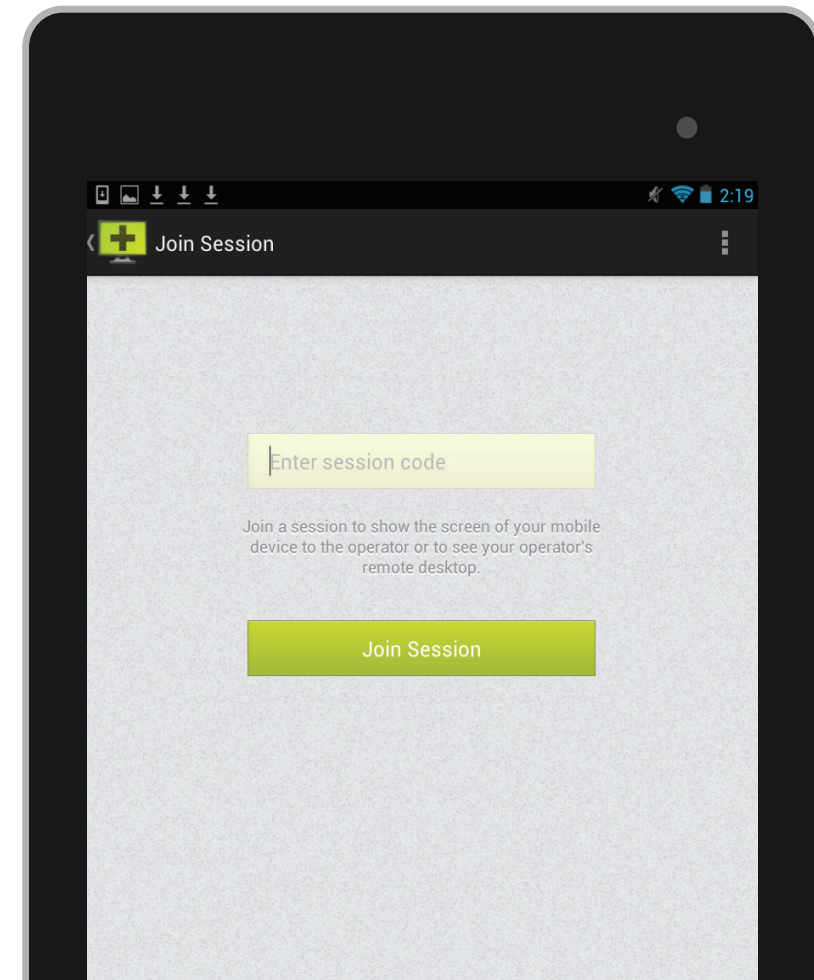 2:19
Join Session
Enter session code
Join a session to show the screen of your mobile
device to the operator or to see your operator's
remote desktop.
Join Session